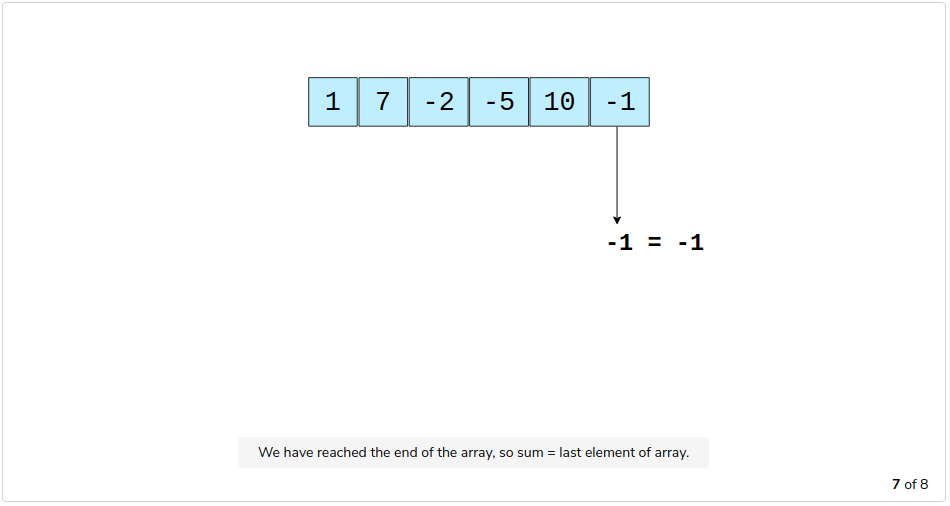 1 7 -2 -5 10 -1
-1 = -1
We have reached the end of the array, so sum = last element of array.
7 of 8